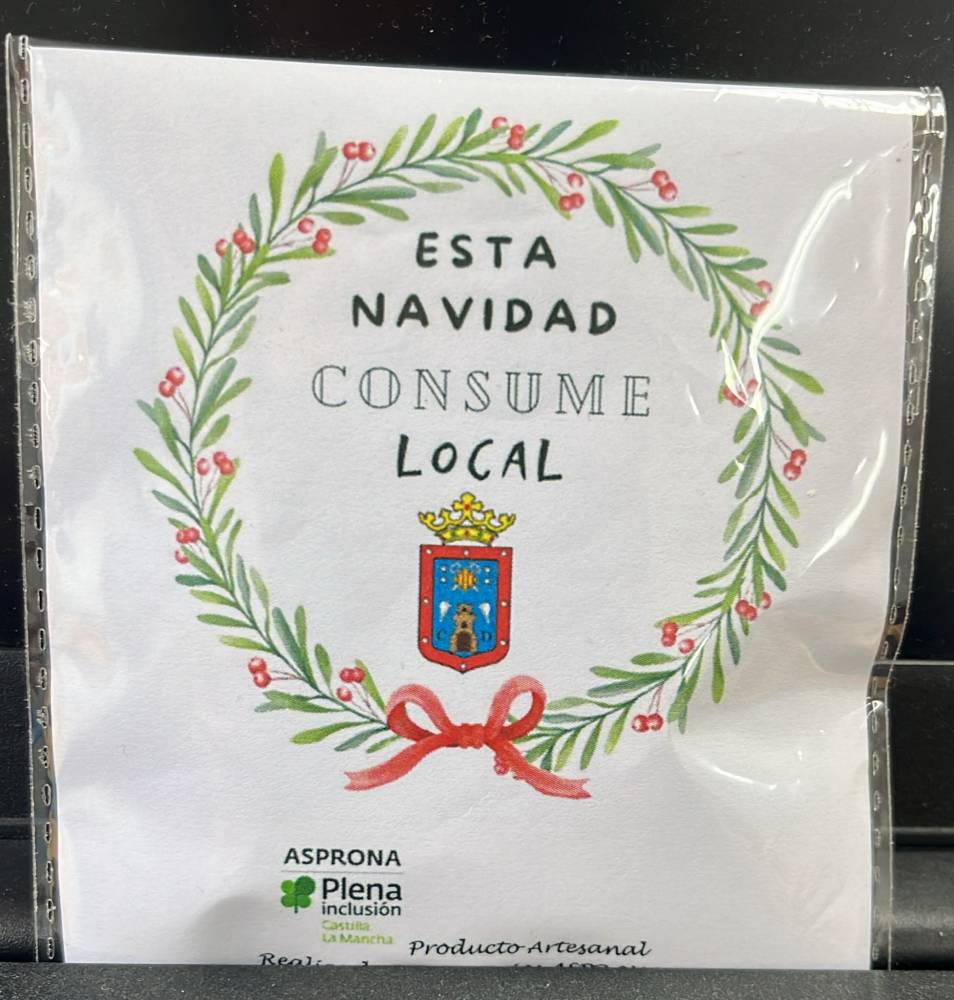 ESTA
NAVIDAD
CONSUME
LOCAL
C D
ASPRONA
Plena
inclusión
Castilla
La Mancha
Producto Artesanal